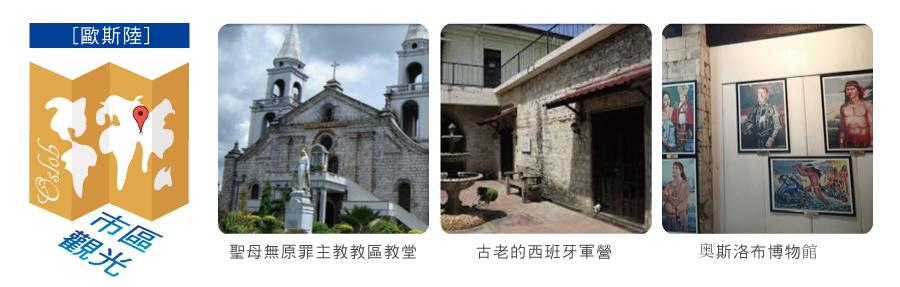 [歐斯陸]
Oslab
市區
觀光
聖母無原罪主教教區教堂
古老的西班牙軍營
奧斯洛布博物館